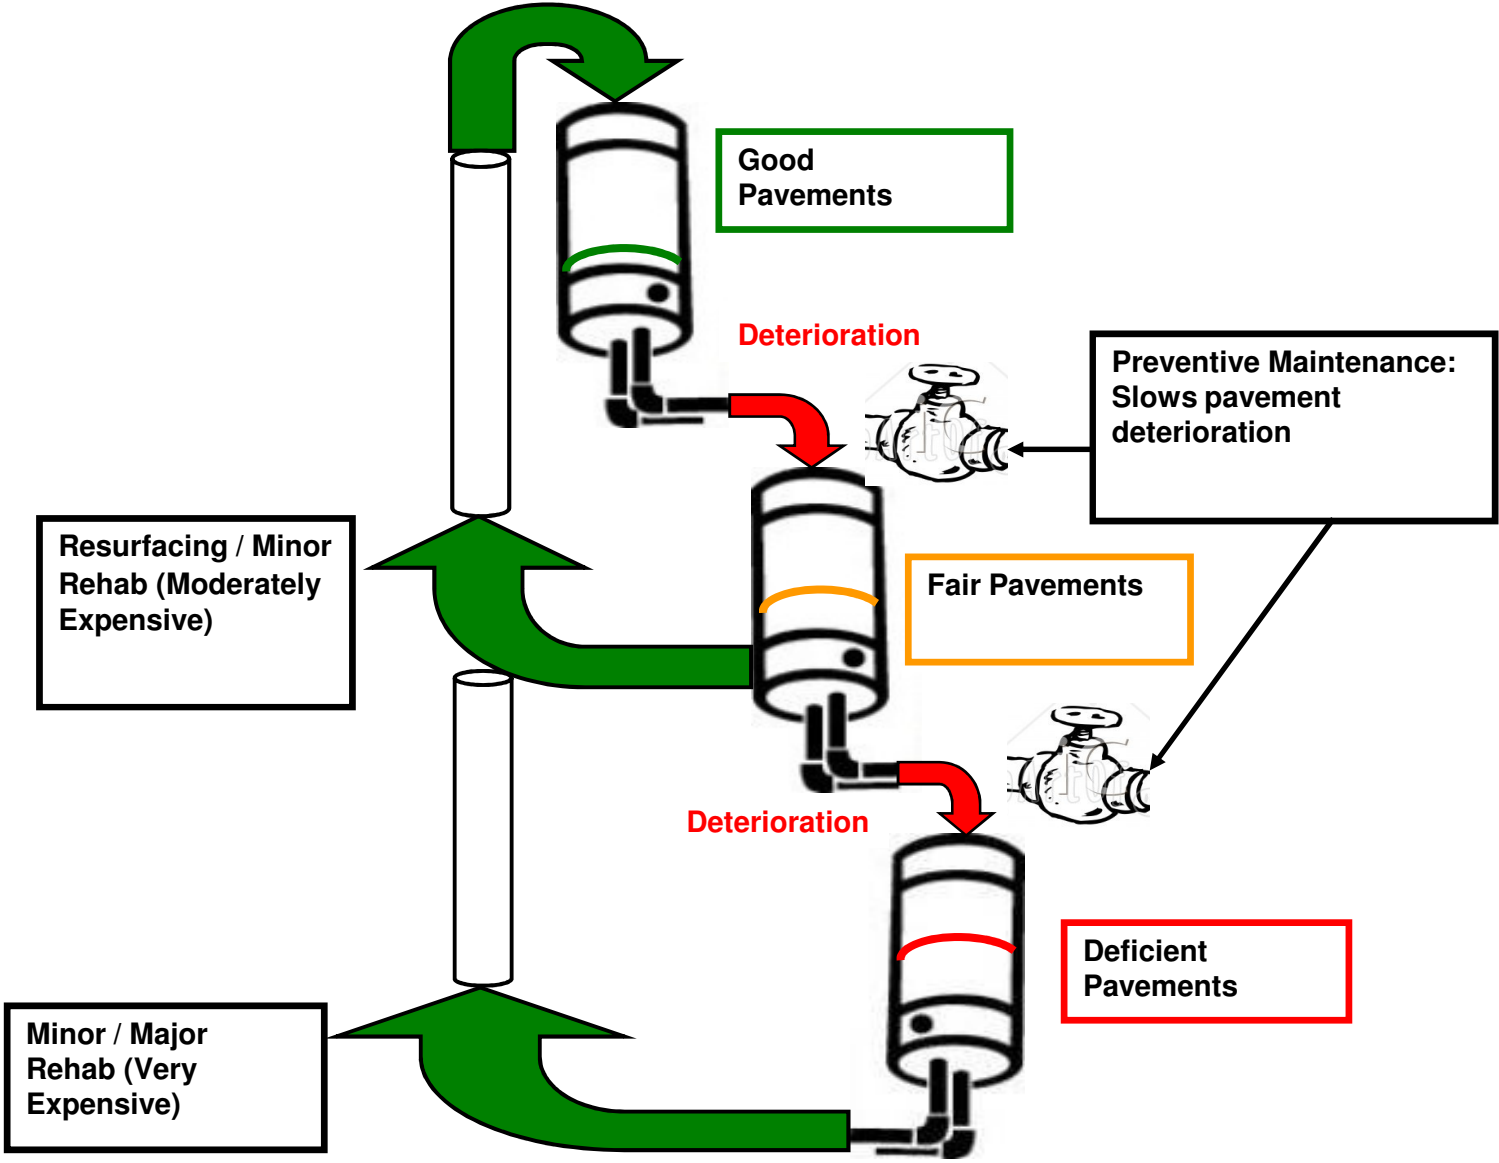 Good
Pavements
Deterioration
Preventive Maintenance:
Slows pavement
deterioration
Resurfacing / Minor
Rehab (Moderately
Expensive)
Fair Pavements
Deterioration
Deficient
Pavements
Minor / Major
Rehab (Very
Expensive)